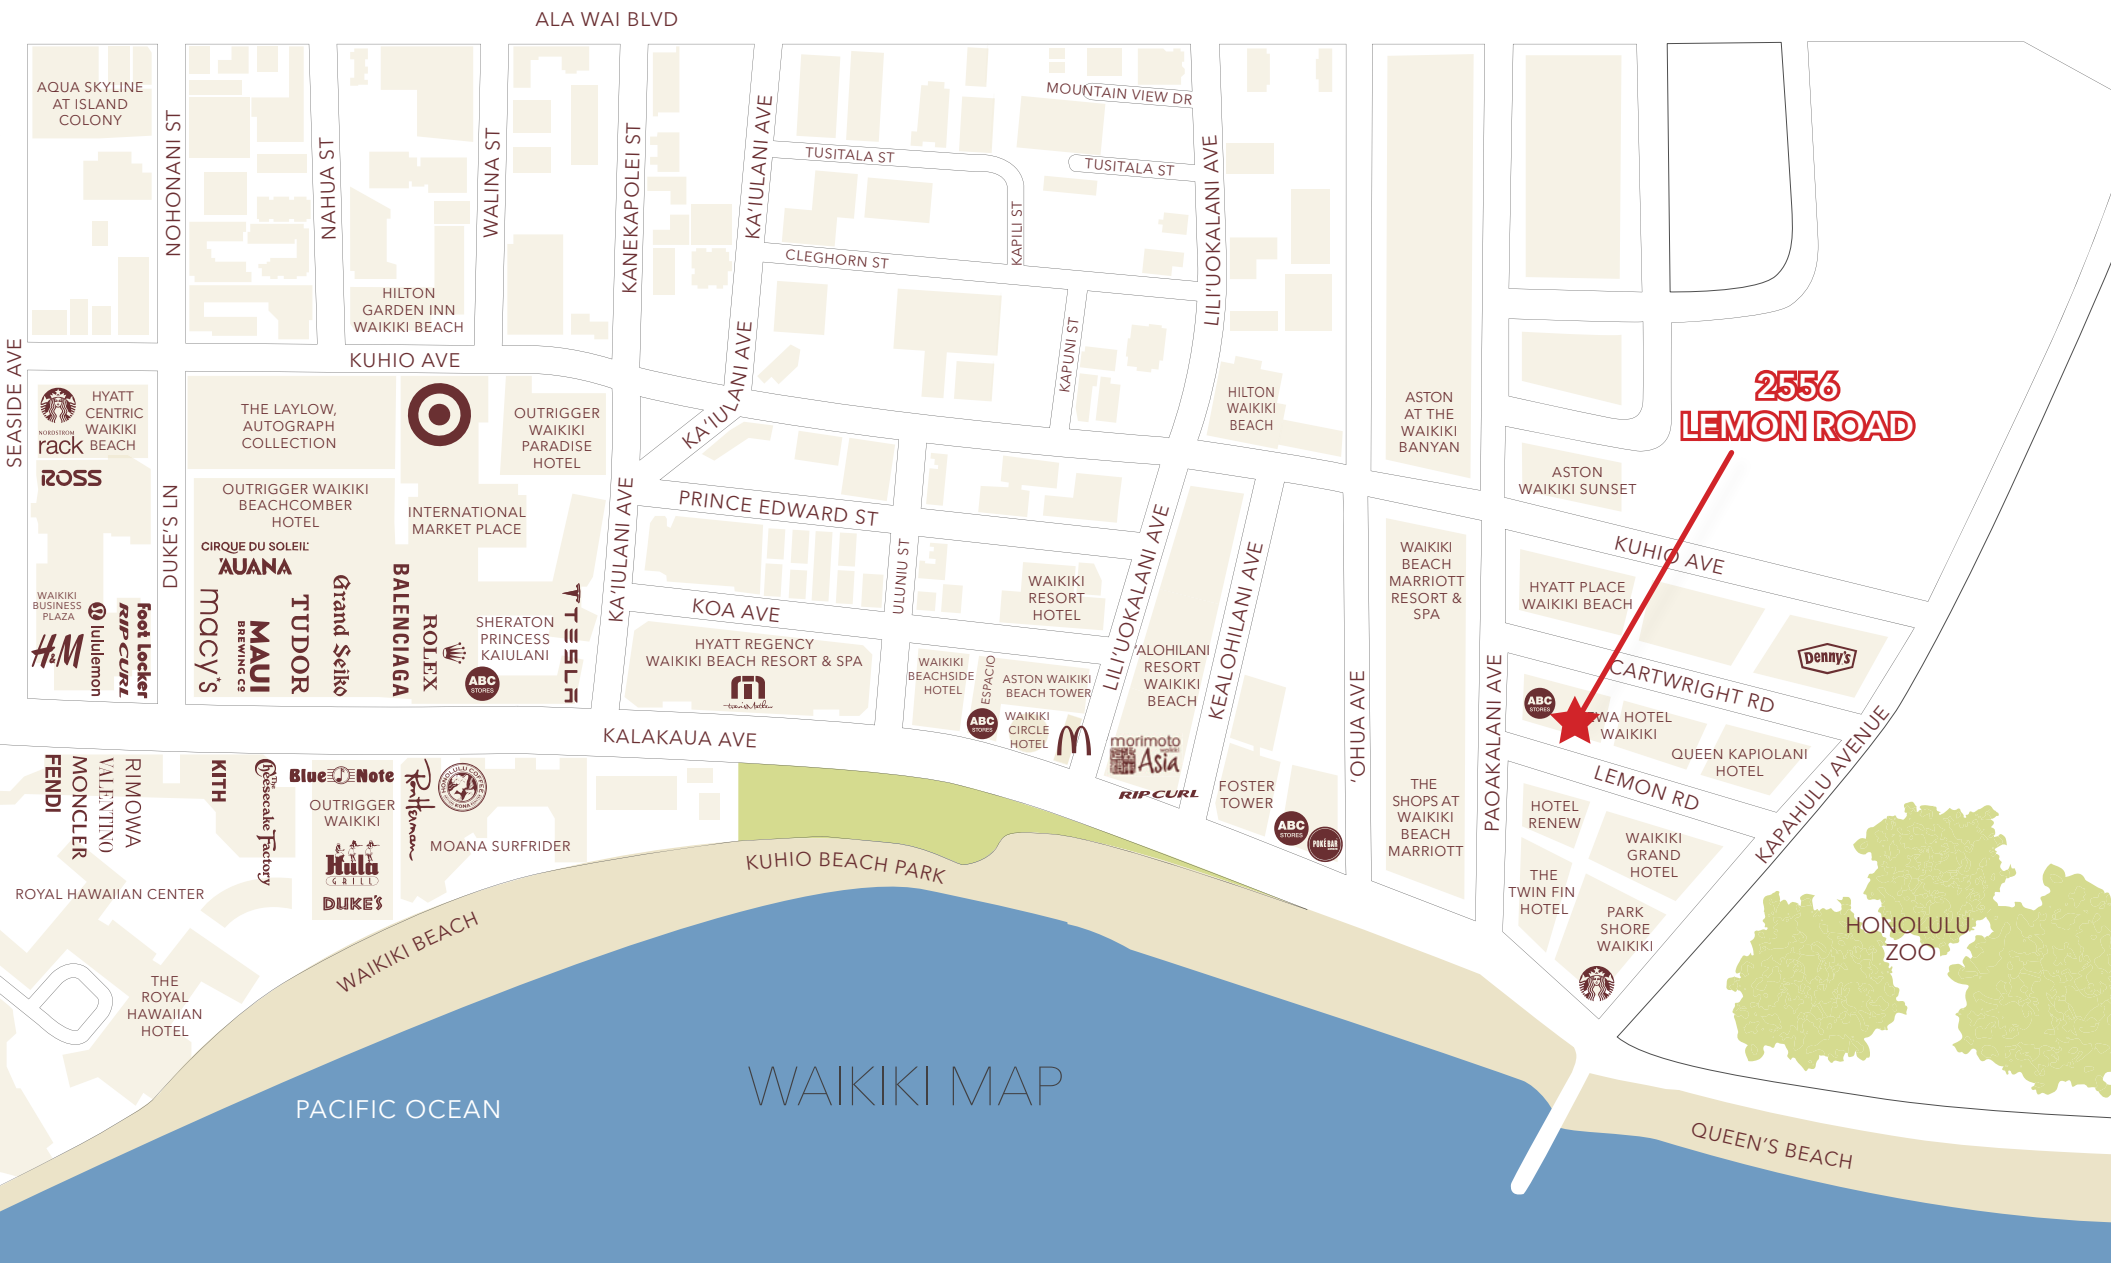 ALA WAI BLVD
AQUA SKYLINE
AT ISLAND
COLONY
NOHONANI ST
NAHUA ST
WALINA ST
KANEKAPOLEI ST
KA'IULANI AVE
MOUNTAIN VIEW DR
TUSITALA ST
TUSITALA ST
KAPILI ST
CLEGHORN ST
LILI'UOKALANI AVE
HILTON
GARDEN INN
WAIKIKI BEACH
KUHIO AVE
SEASIDE AVE
KA'IULANI AVE
KAPUNI ST
NORDSTROM
rack
HYATT
CENTRIC
WAIKIKI
BEACH
ROSS
THE LAYLOW,
AUTOGRAPH
COLLECTION
OUTRIGGER
WAIKIKI
PARADISE
HOTEL
HILTON
WAIKIKI
BEACH
ASTON
AT THE
WAIKIKI
BANYAN
2556
LEMON ROAD
ASTON
WAIKIKI SUNSET
DUKE'S LN
OUTRIGGER WAIKIKI
BEACHCOMBER
HOTEL
INTERNATIONAL
MARKET PLACE
KA'IULANI AVE
PRINCE EDWARD ST
ULUNIU ST
LILI'UOKALANI AVE
KEALOHILANI AVE
KUHIO AVE
CIRQUE DU SOLEIL
'AUANA
macy's
MAUI
BREWING CO
TUDOR
Grand Seiko
BALENCIAGA
ROLEX
SHERATON
PRINCESS
KAIULANI
ABC
STORES
TESLA
WAIKIKI
BUSINESS
PLAZA
H&M
lululemon
RIP CURL
Foot Locker
KOA AVE
WAIKIKI
RESORT
HOTEL
WAIKIKI
BEACH
MARRIOTT
RESORT &
SPA
HYATT PLACE
WAIKIKI BEACH
Denny's
HYATT REGENCY
WAIKIKI BEACH RESORT & SPA
travisMathew
WAIKIKI
BEACHSIDE
HOTEL
ESPACIO
ASTON WAIKIKI
BEACH TOWER
ABC
STORES
WAIKIKI
CIRCLE
HOTEL
'ALOHILANI
RESORT
WAIKIKI
BEACH
morimoto
Asia
waikiki
RIP CURL
'OHUA AVE
PAOAKALANI AVE
CARTWRIGHT RD
ABC
STORES
WA HOTEL
WAIKIKI
QUEEN KAPIOLANI
HOTEL
LEMON RD
KAPAHULU AVENUE
KALAKAUA AVE
FENDI
MONCLER
VALENTINO
RIMOWA
KITH
The
Cheesecake Factory
Blue Note
OUTRIGGER
WAIKIKI
Hula
GRILL
DUKE'S
Ron Herman
HONOLULU COFFEE
MOANA SURFRIDER
FOSTER
TOWER
ABC
STORES
POKÉ BAR
THE
SHOPS AT
WAIKIKI
BEACH
MARRIOTT
HOTEL
RENEW
WAIKIKI
GRAND
HOTEL
THE
TWIN FIN
HOTEL
PARK
SHORE
WAIKIKI
ROYAL HAWAIIAN CENTER
KUHIO BEACH PARK
WAIKIKI BEACH
HONOLULU
ZOO
THE
ROYAL
HAWAIIAN
HOTEL
WAIKIKI MAP
PACIFIC OCEAN
QUEEN'S BEACH